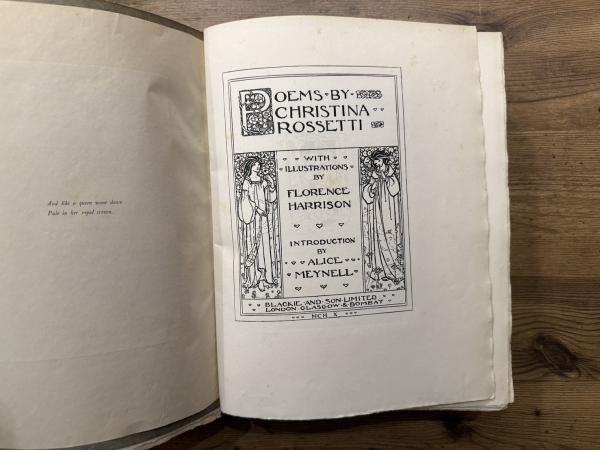 And like a queen went down
Pale in her royal crown.
POEMS·BY·
CHRISTINA
ROSSETTI
WITH
ILLUSTRATIONS
BY
FLORENCE
HARRISON
INTRODUCTION
BY
ALICE
MEYNELL
BLACKIE·AND·SON·LIMITED
LONDON·GLASGOW·&·BOMBAY
MCMX